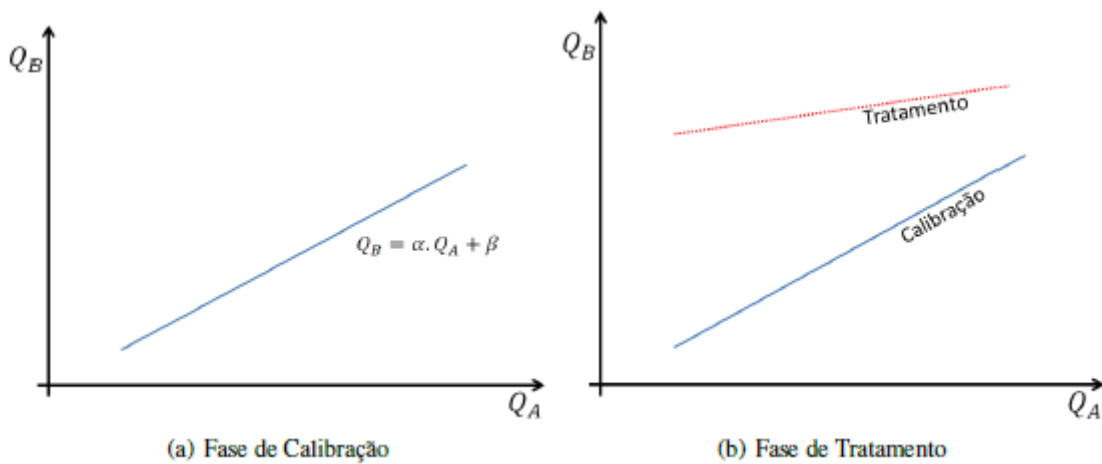 Q_B
Q_B = α. Q_A + β
Q_A
(a) Fase de Calibração
Q_B
Tratamento
Calibração
Q_A
(b) Fase de Tratamento